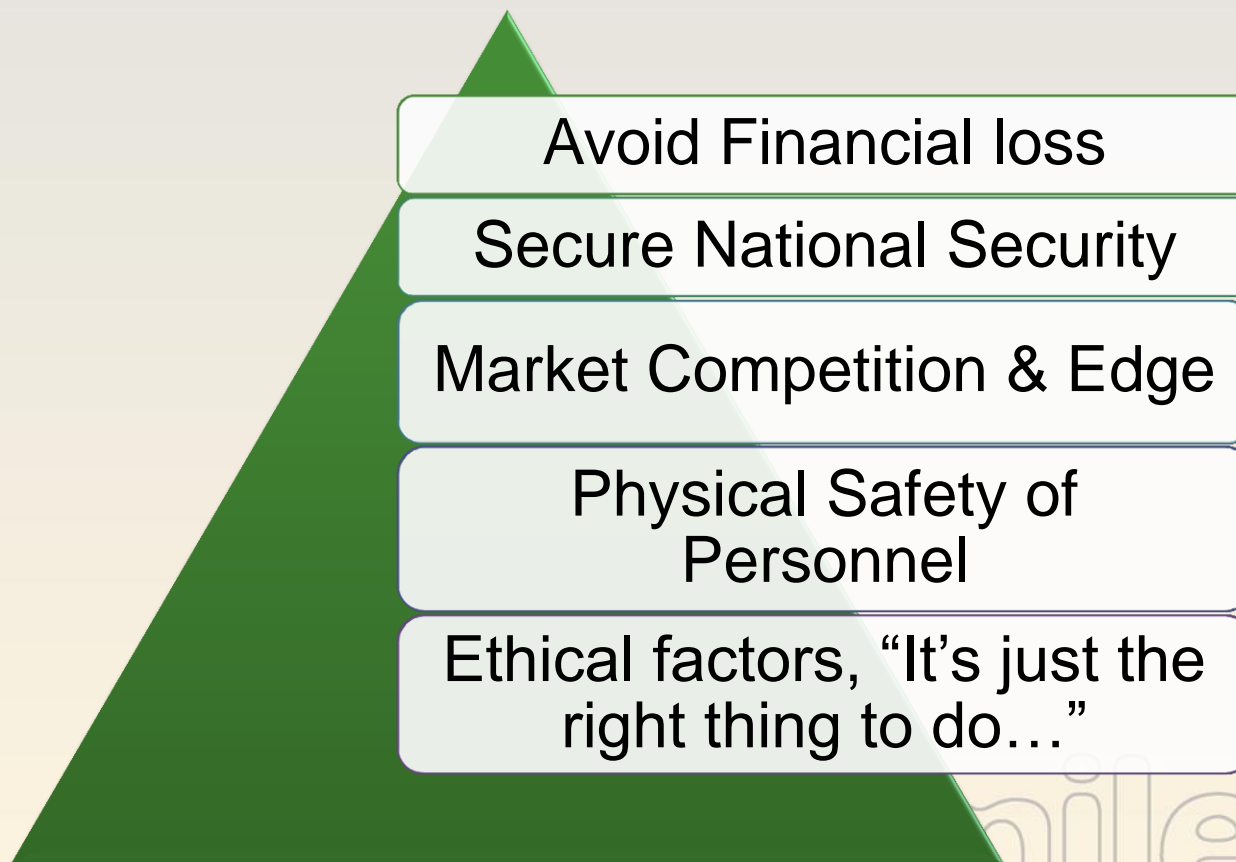 Avoid Financial loss
Secure National Security
Market Competition & Edge
Physical Safety of
Personnel
Ethical factors, “It’s just the
right thing to do…”